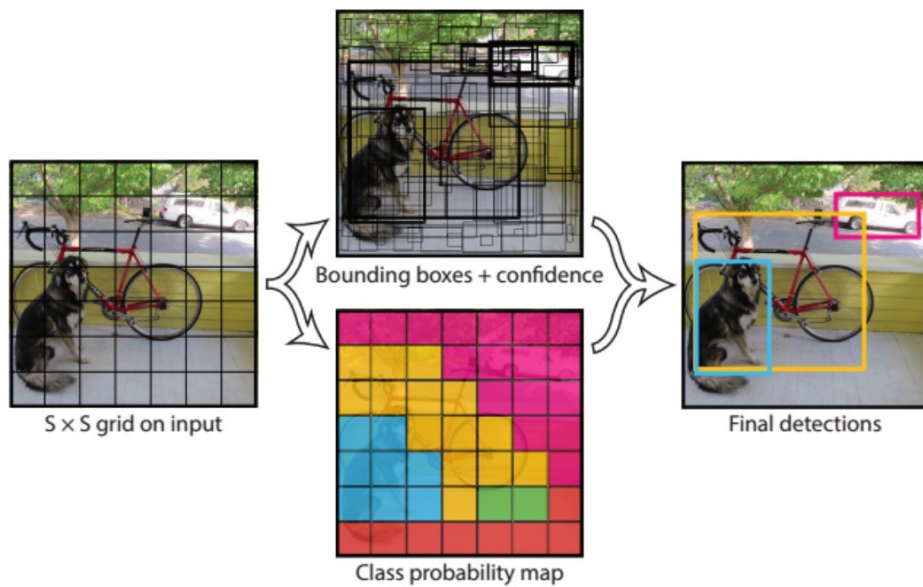 Bounding boxes + confidence
S × S grid on input
Final detections
Class probability map